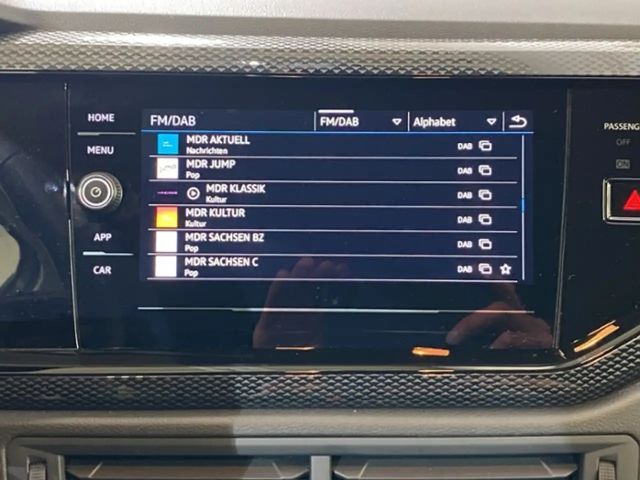 HOME
MENU
APP
CAR
FM/DAB
FM/DAB
Alphabet
MDR AKTUELL
Nachrichten
DAB
MDR JUMP
Pop
DAB
MDR KLASSIK
Kultur
DAB
MDR KULTUR
Kultur
DAB
MDR SACHSEN BZ
Pop
DAB
MDR SACHSEN C
Pop
DAB
PASSENG
OFF
ON